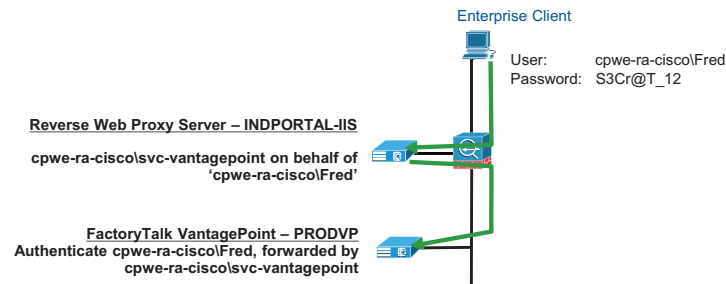 Enterprise Client
User: cpwe-ra-cisco\Fred
Password: S3Cr@T_12
Reverse Web Proxy Server – INDPORTAL-IIS
cpwe-ra-cisco\svc-vantagepoint on behalf of
‘cpwe-ra-cisco\Fred’
FactoryTalk VantagePoint – PRODVP
Authenticate cpwe-ra-cisco\Fred, forwarded by
cpwe-ra-cisco\svc-vantagepoint